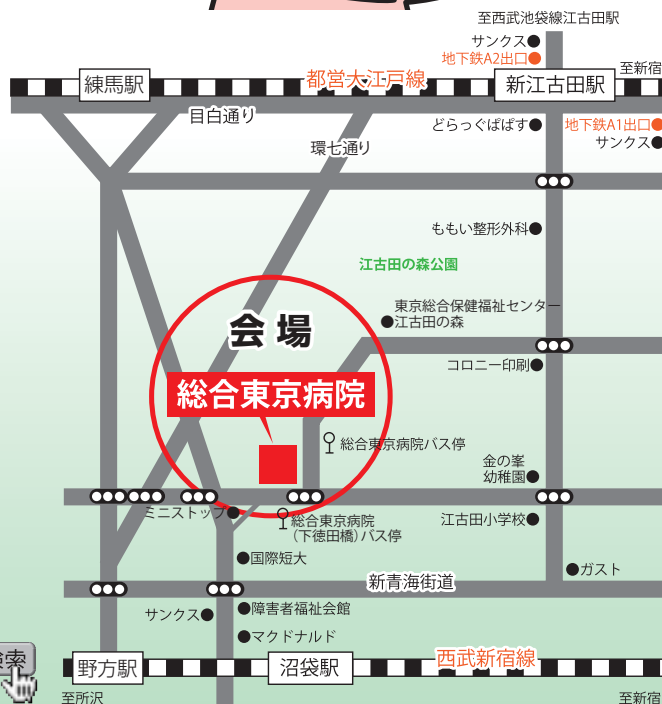 至西武池袋線江古田駅
サンクス
地下鉄A2出口
至新宿
練馬駅
都営大江戸線
新江古田駅
目白通り
どらっぐぱぱす
地下鉄A1出口
サンクス
環七通り
ももい整形外科
江古田の森公園
東京総合保健福祉センター
江古田の森
会場
コロニー印刷
総合東京病院
総合東京病院バス停
金の峯
幼稚園
ミニストップ
総合東京病院
（下徳田橋）バス停
江古田小学校
国際短大
ガスト
新青海街道
障害者福祉会館
サンクス
マクドナルド
検索
野方駅
沼袋駅
西武新宿線
至所沢
至新宿